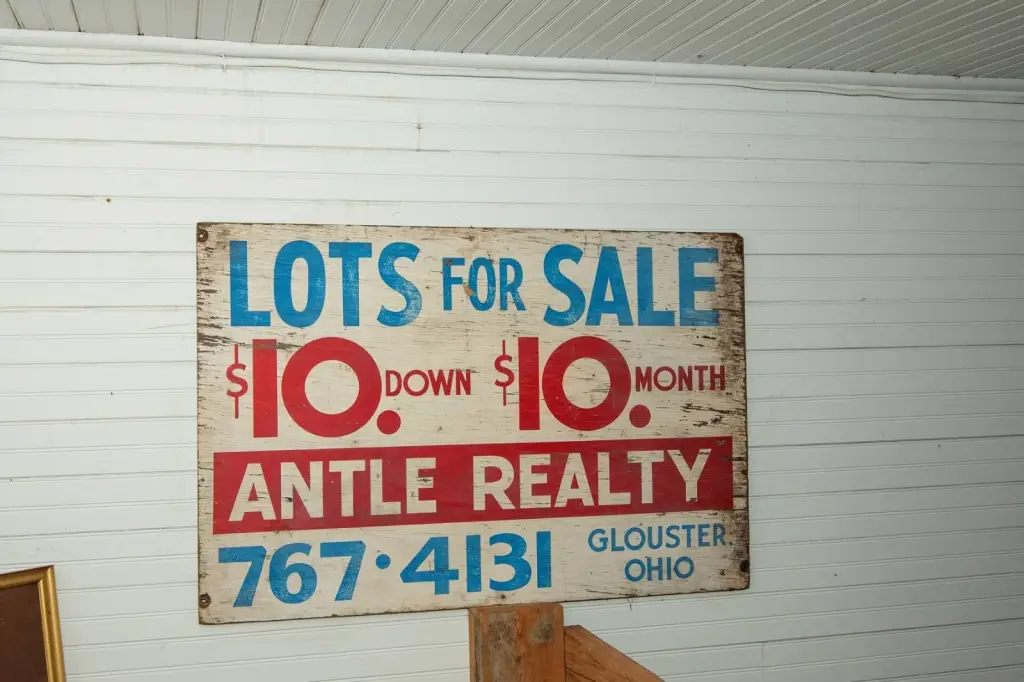 LOTS FOR SALE
$10. DOWN $10. MONTH
ANTLE REALTY
767·4131 GLOUSTER, OHIO